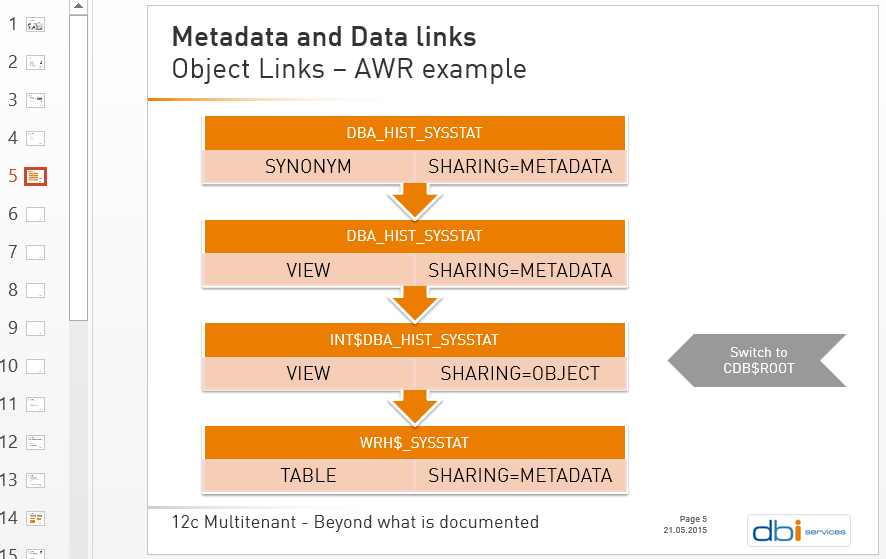 1
2
3
4
5
6
7
8
9
10
11
12
13
14
15
Metadata and Data links
Object Links – AWR example
DBA_HIST_SYSSTAT
SYNONYM SHARING=METADATA
DBA_HIST_SYSSTAT
VIEW SHARING=METADATA
INT$DBA_HIST_SYSSTAT
VIEW SHARING=OBJECT
Switch to
CDB$ROOT
WRH$_SYSSTAT
TABLE SHARING=METADATA
12c Multitenant - Beyond what is documented
Page 5
21.05.2015
dbi services